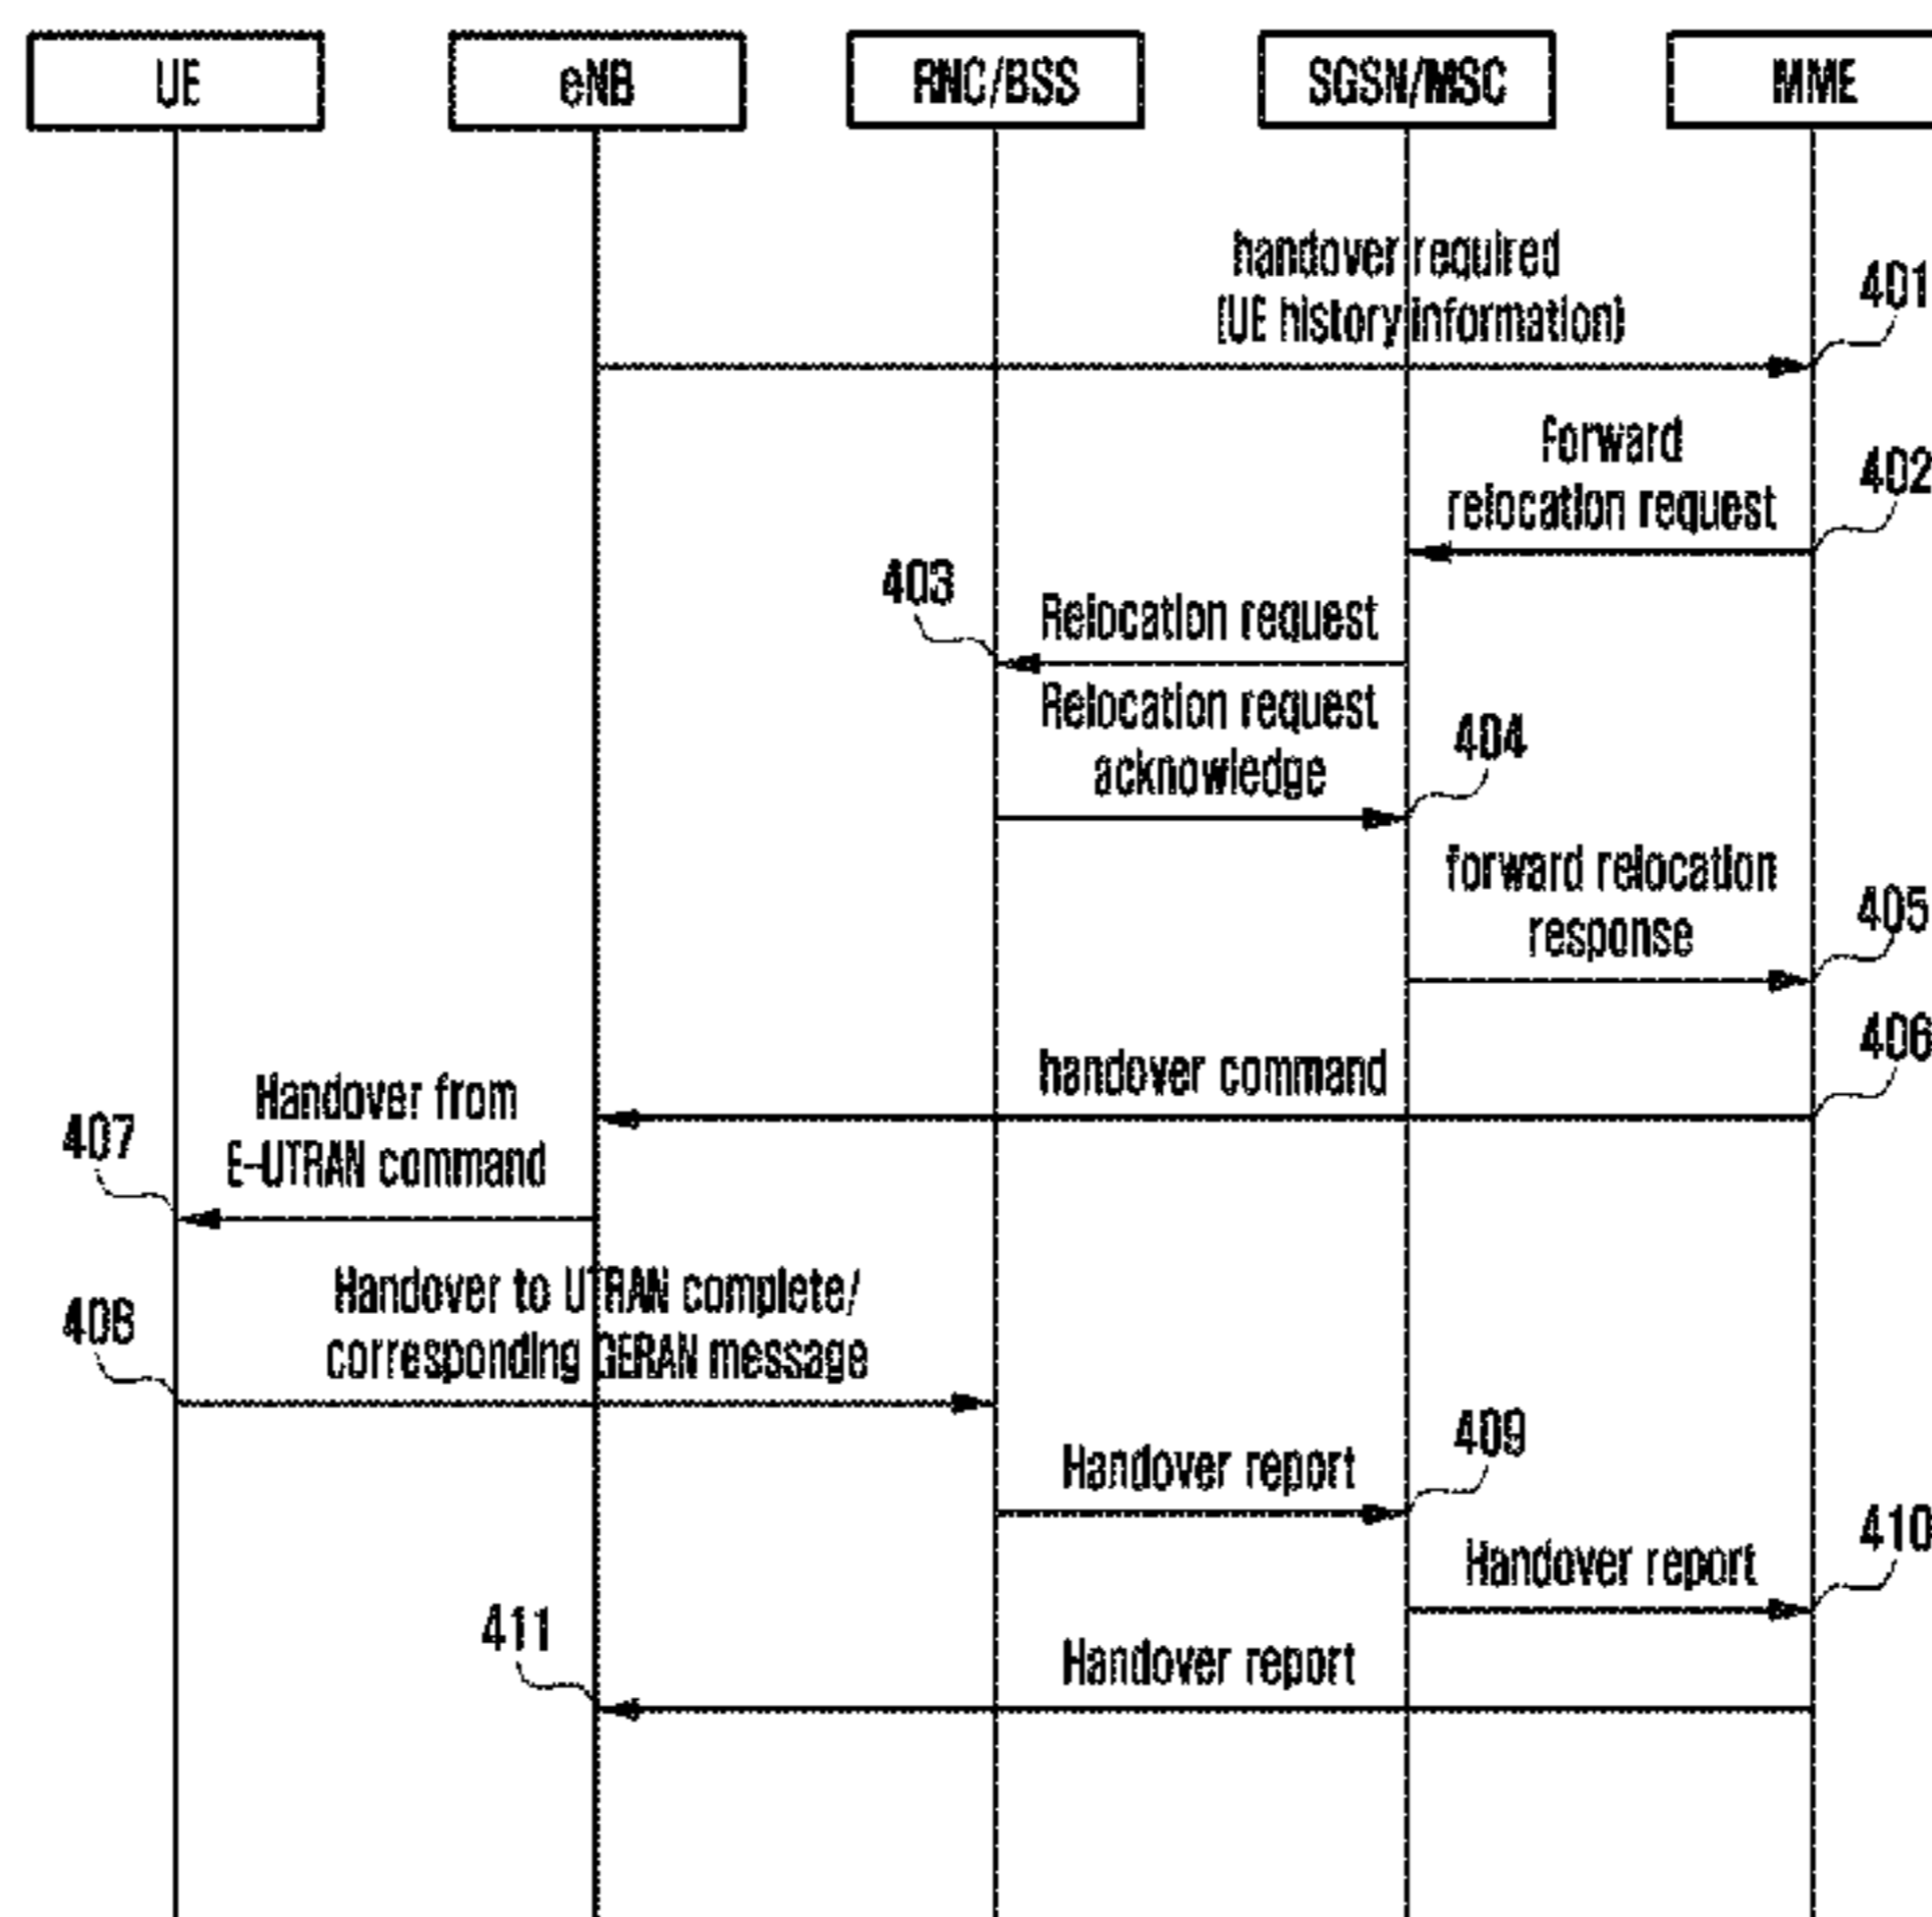 UE
eNB
RNC/BSS
SGSN/MSC
MME
handover required
(UE history information)
401
forward
relocation request
402
403
Relocation request
Relocation request
acknowledge
404
forward relocation
response
405
406
handover command
Handover from
E-UTRAN command
407
Handover to UTRAN complete/
corresponding GERAN message
408
Handover report
409
Handover report
410
411
Handover report